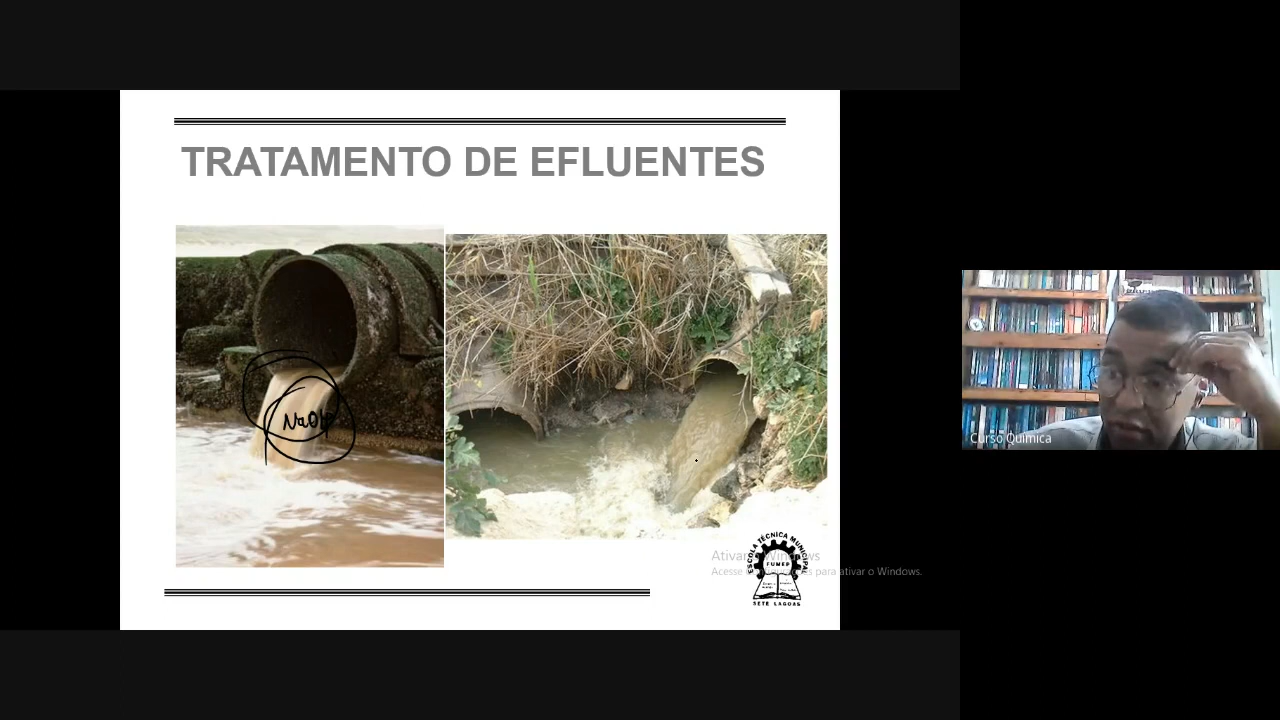 TRATAMENTO DE EFLUENTES
NaOH
Ativar o Windows
Acesse Configurações para ativar o Windows.
ESCOLA TÉCNICA MUNICIPAL
FUMEP
SETE LAGOAS
Curso Química